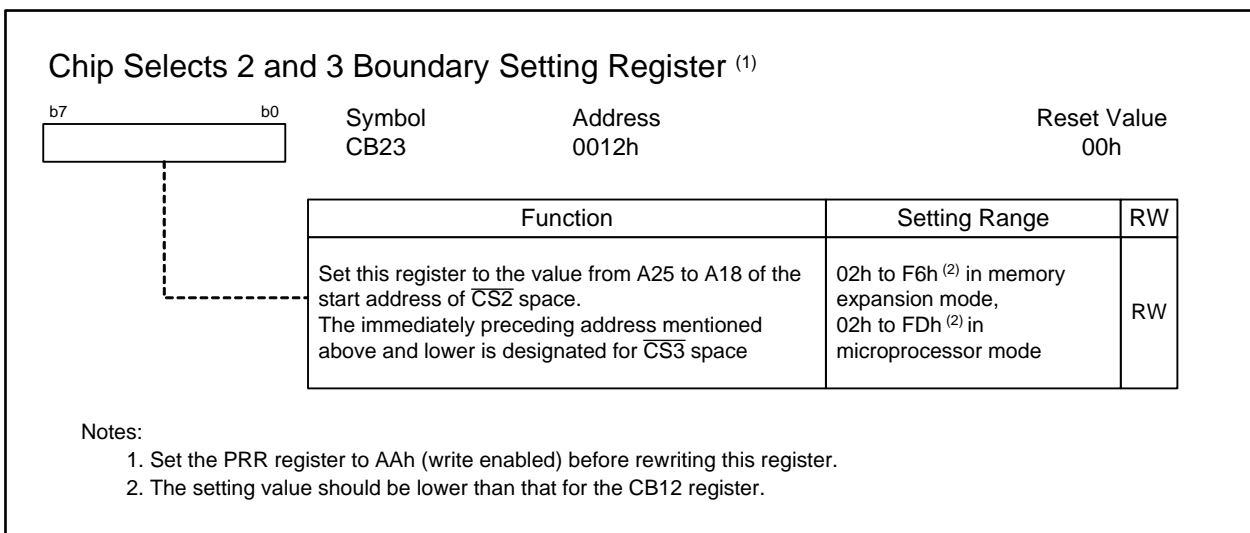 Chip Selects 2 and 3 Boundary Setting Register (1)
b7 b0 Symbol Address Reset Value
CB23 0012h 00h
Function Setting Range RW
Set this register to the value from A25 to A18 of the
start address of CS2 space.
The immediately preceding address mentioned
above and lower is designated for CS3 space
02h to F6h (2) in memory
expansion mode,
02h to FDh (2) in
microprocessor mode
RW
Notes:
1. Set the PRR register to AAh (write enabled) before rewriting this register.
2. The setting value should be lower than that for the CB12 register.